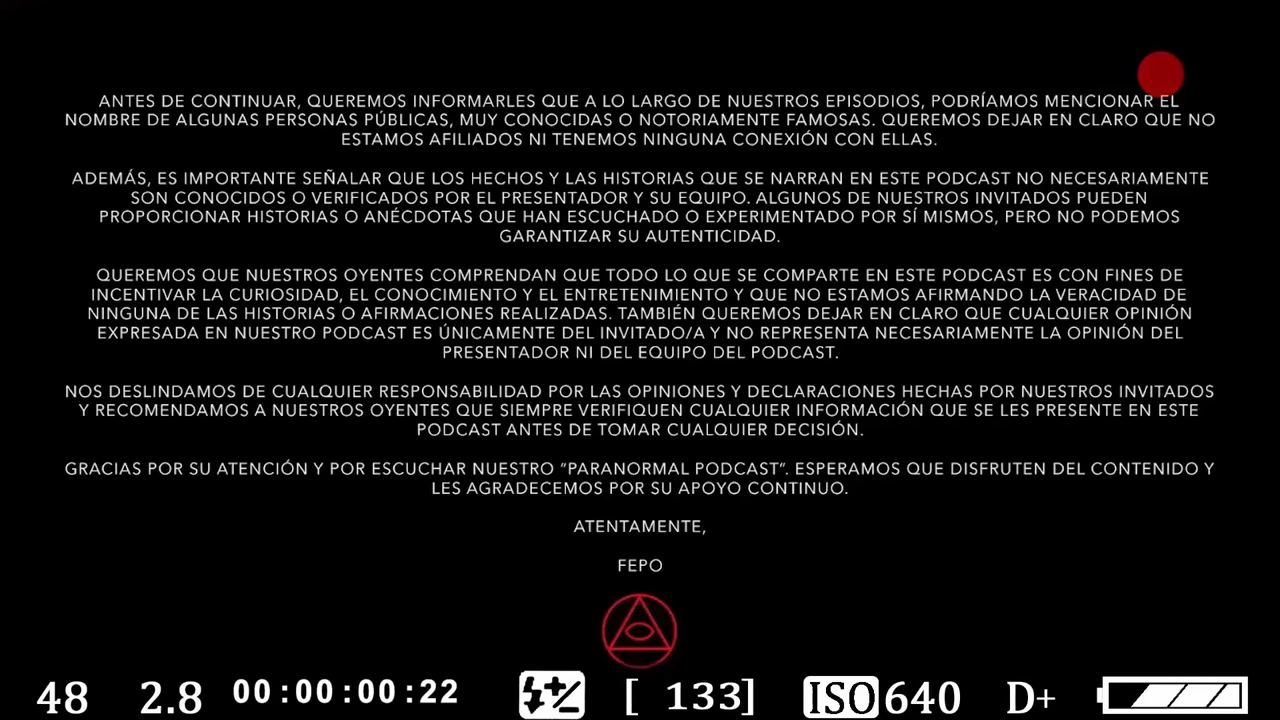 ANTES DE CONTINUAR, QUEREMOS INFORMARLES QUE A LO LARGO DE NUESTROS EPISODIOS, PODRÍAMOS MENCIONAR EL
NOMBRE DE ALGUNAS PERSONAS PÚBLICAS, MUY CONOCIDAS O NOTORIAMENTE FAMOSAS. QUEREMOS DEJAR EN CLARO QUE NO
ESTAMOS AFILIADOS NI TENEMOS NINGUNA CONEXIÓN CON ELLAS.
ADEMÁS, ES IMPORTANTE SEÑALAR QUE LOS HECHOS Y LAS HISTORIAS QUE SE NARRAN EN ESTE PODCAST NO NECESARIAMENTE
SON CONOCIDOS O VERIFICADOS POR EL PRESENTADOR Y SU EQUIPO. ALGUNOS DE NUESTROS INVITADOS PUEDEN
PROPORCIONAR HISTORIAS O ANÉCDOTAS QUE HAN ESCUCHADO O EXPERIMENTADO POR SÍ MISMOS, PERO NO PODEMOS
GARANTIZAR SU AUTENTICIDAD.
QUEREMOS QUE NUESTROS OYENTES COMPRENDAN QUE TODO LO QUE SE COMPARTE EN ESTE PODCAST ES CON FINES DE
INCENTIVAR LA CURIOSIDAD, EL CONOCIMIENTO Y EL ENTRETENIMIENTO Y QUE NO ESTAMOS AFIRMANDO LA VERACIDAD DE
NINGUNA DE LAS HISTORIAS O AFIRMACIONES REALIZADAS. TAMBIÉN QUEREMOS DEJAR EN CLARO QUE CUALQUIER OPINIÓN
EXPRESADA EN NUESTRO PODCAST ES ÚNICAMENTE DEL INVITADO/A Y NO REPRESENTA NECESARIAMENTE LA OPINIÓN DEL
PRESENTADOR NI DEL EQUIPO DEL PODCAST.
NOS DESLINDAMOS DE CUALQUIER RESPONSABILIDAD POR LAS OPINIONES Y DECLARACIONES HECHAS POR NUESTROS INVITADOS
Y RECOMENDAMOS A NUESTROS OYENTES QUE SIEMPRE VERIFIQUEN CUALQUIER INFORMACIÓN QUE SE LES PRESENTE EN ESTE
PODCAST ANTES DE TOMAR CUALQUIER DECISIÓN.
GRACIAS POR SU ATENCIÓN Y POR ESCUCHAR NUESTRO "PARANORMAL PODCAST". ESPERAMOS QUE DISFRUTEN DEL CONTENIDO Y
LES AGRADECEMOS POR SU APOYO CONTINUO.
ATENTAMENTE,
FEPO
48 2.8 00:00:00:22 [ 133] ISO 640 D+